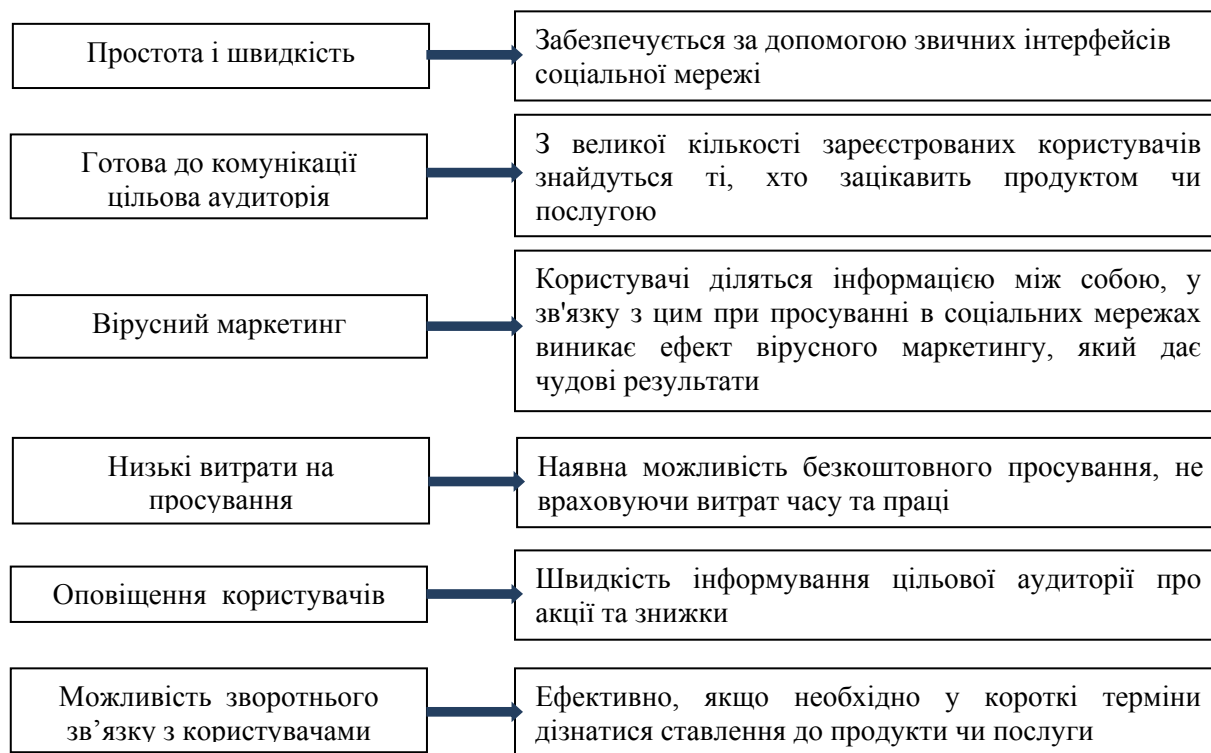 Простота і швидкість
Забезпечується за допомогою звичних інтерфейсів
соціальної мережі
Готова до комунікації
цільова аудиторія
З великої кількості зареєстрованих користувачів
знайдуться ті, хто зацікавить продуктом чи
послугою
Вірусний маркетинг
Користувачі діляться інформацією між собою, у
зв'язку з цим при просуванні в соціальних мережах
виникає ефект вірусного маркетингу, який дає
чудові результати
Низькі витрати на
просування
Наявна можливість безкоштовного просування, не
враховуючи витрат часу та праці
Оповіщення користувачів
Швидкість інформування цільової аудиторії про
акції та знижки
Можливість зворотнього
зв’язку з користувачами
Ефективно, якщо необхідно у короткі терміни
дізнатися ставлення до продукти чи послуги